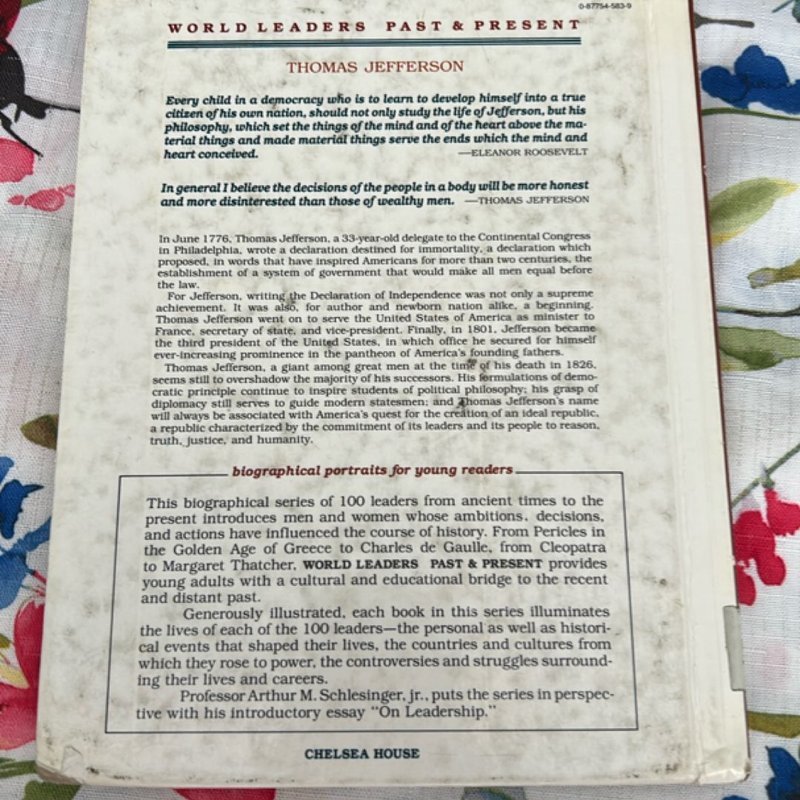 0-87754-583-9
WORLD LEADERS PAST & PRESENT
THOMAS JEFFERSON
Every child in a democracy who is to learn to develop himself into a true
citizen of his own nation, should not only study the life of Jefferson, but his
philosophy, which set the things of the mind and of the heart above the ma-
terial things and made material things serve the ends which the mind and
heart conceived. —ELEANOR ROOSEVELT
In general I believe the decisions of the people in a body will be more honest
and more disinterested than those of wealthy men. —THOMAS JEFFERSON
In June 1776, Thomas Jefferson, a 33-year-old delegate to the Continental Congress
in Philadelphia, wrote a declaration destined for immortality, a declaration which
proposed, in words that have inspired Americans for more than two centuries, the
establishment of a system of government that would make all men equal before
the law.
For Jefferson, writing the Declaration of Independence was not only a supreme
achievement. It was also, for author and newborn nation alike, a beginning.
Thomas Jefferson went on to serve the United States of America as minister to
France, secretary of state, and vice-president. Finally, in 1801, Jefferson became
the third president of the United States, in which office he secured for himself
ever-increasing prominence in the pantheon of America's founding fathers.
Thomas Jefferson, a giant among great men at the time of his death in 1826,
seems still to overshadow the majority of his successors. His formulations of demo-
cratic principle continue to inspire students of political philosophy; his grasp of
diplomacy still serves to guide modern statesmen; and Thomas Jefferson's name
will always be associated with America's quest for the creation of an ideal republic,
a republic characterized by the commitment of its leaders and its people to reason,
truth, justice, and humanity.
biographical portraits for young readers
This biographical series of 100 leaders from ancient times to the
present introduces men and women whose ambitions, decisions,
and actions have influenced the course of history. From Pericles in
the Golden Age of Greece to Charles de Gaulle, from Cleopatra
to Margaret Thatcher, WORLD LEADERS PAST & PRESENT provides
young adults with a cultural and educational bridge to the recent
and distant past.
Generously illustrated, each book in this series illuminates
the lives of each of the 100 leaders—the personal as well as histori-
cal events that shaped their lives, the countries and cultures from
which they rose to power, the controversies and struggles surround-
ing their lives and careers.
Professor Arthur M. Schlesinger, jr., puts the series in perspec-
tive with his introductory essay "On Leadership."
CHELSEA HOUSE